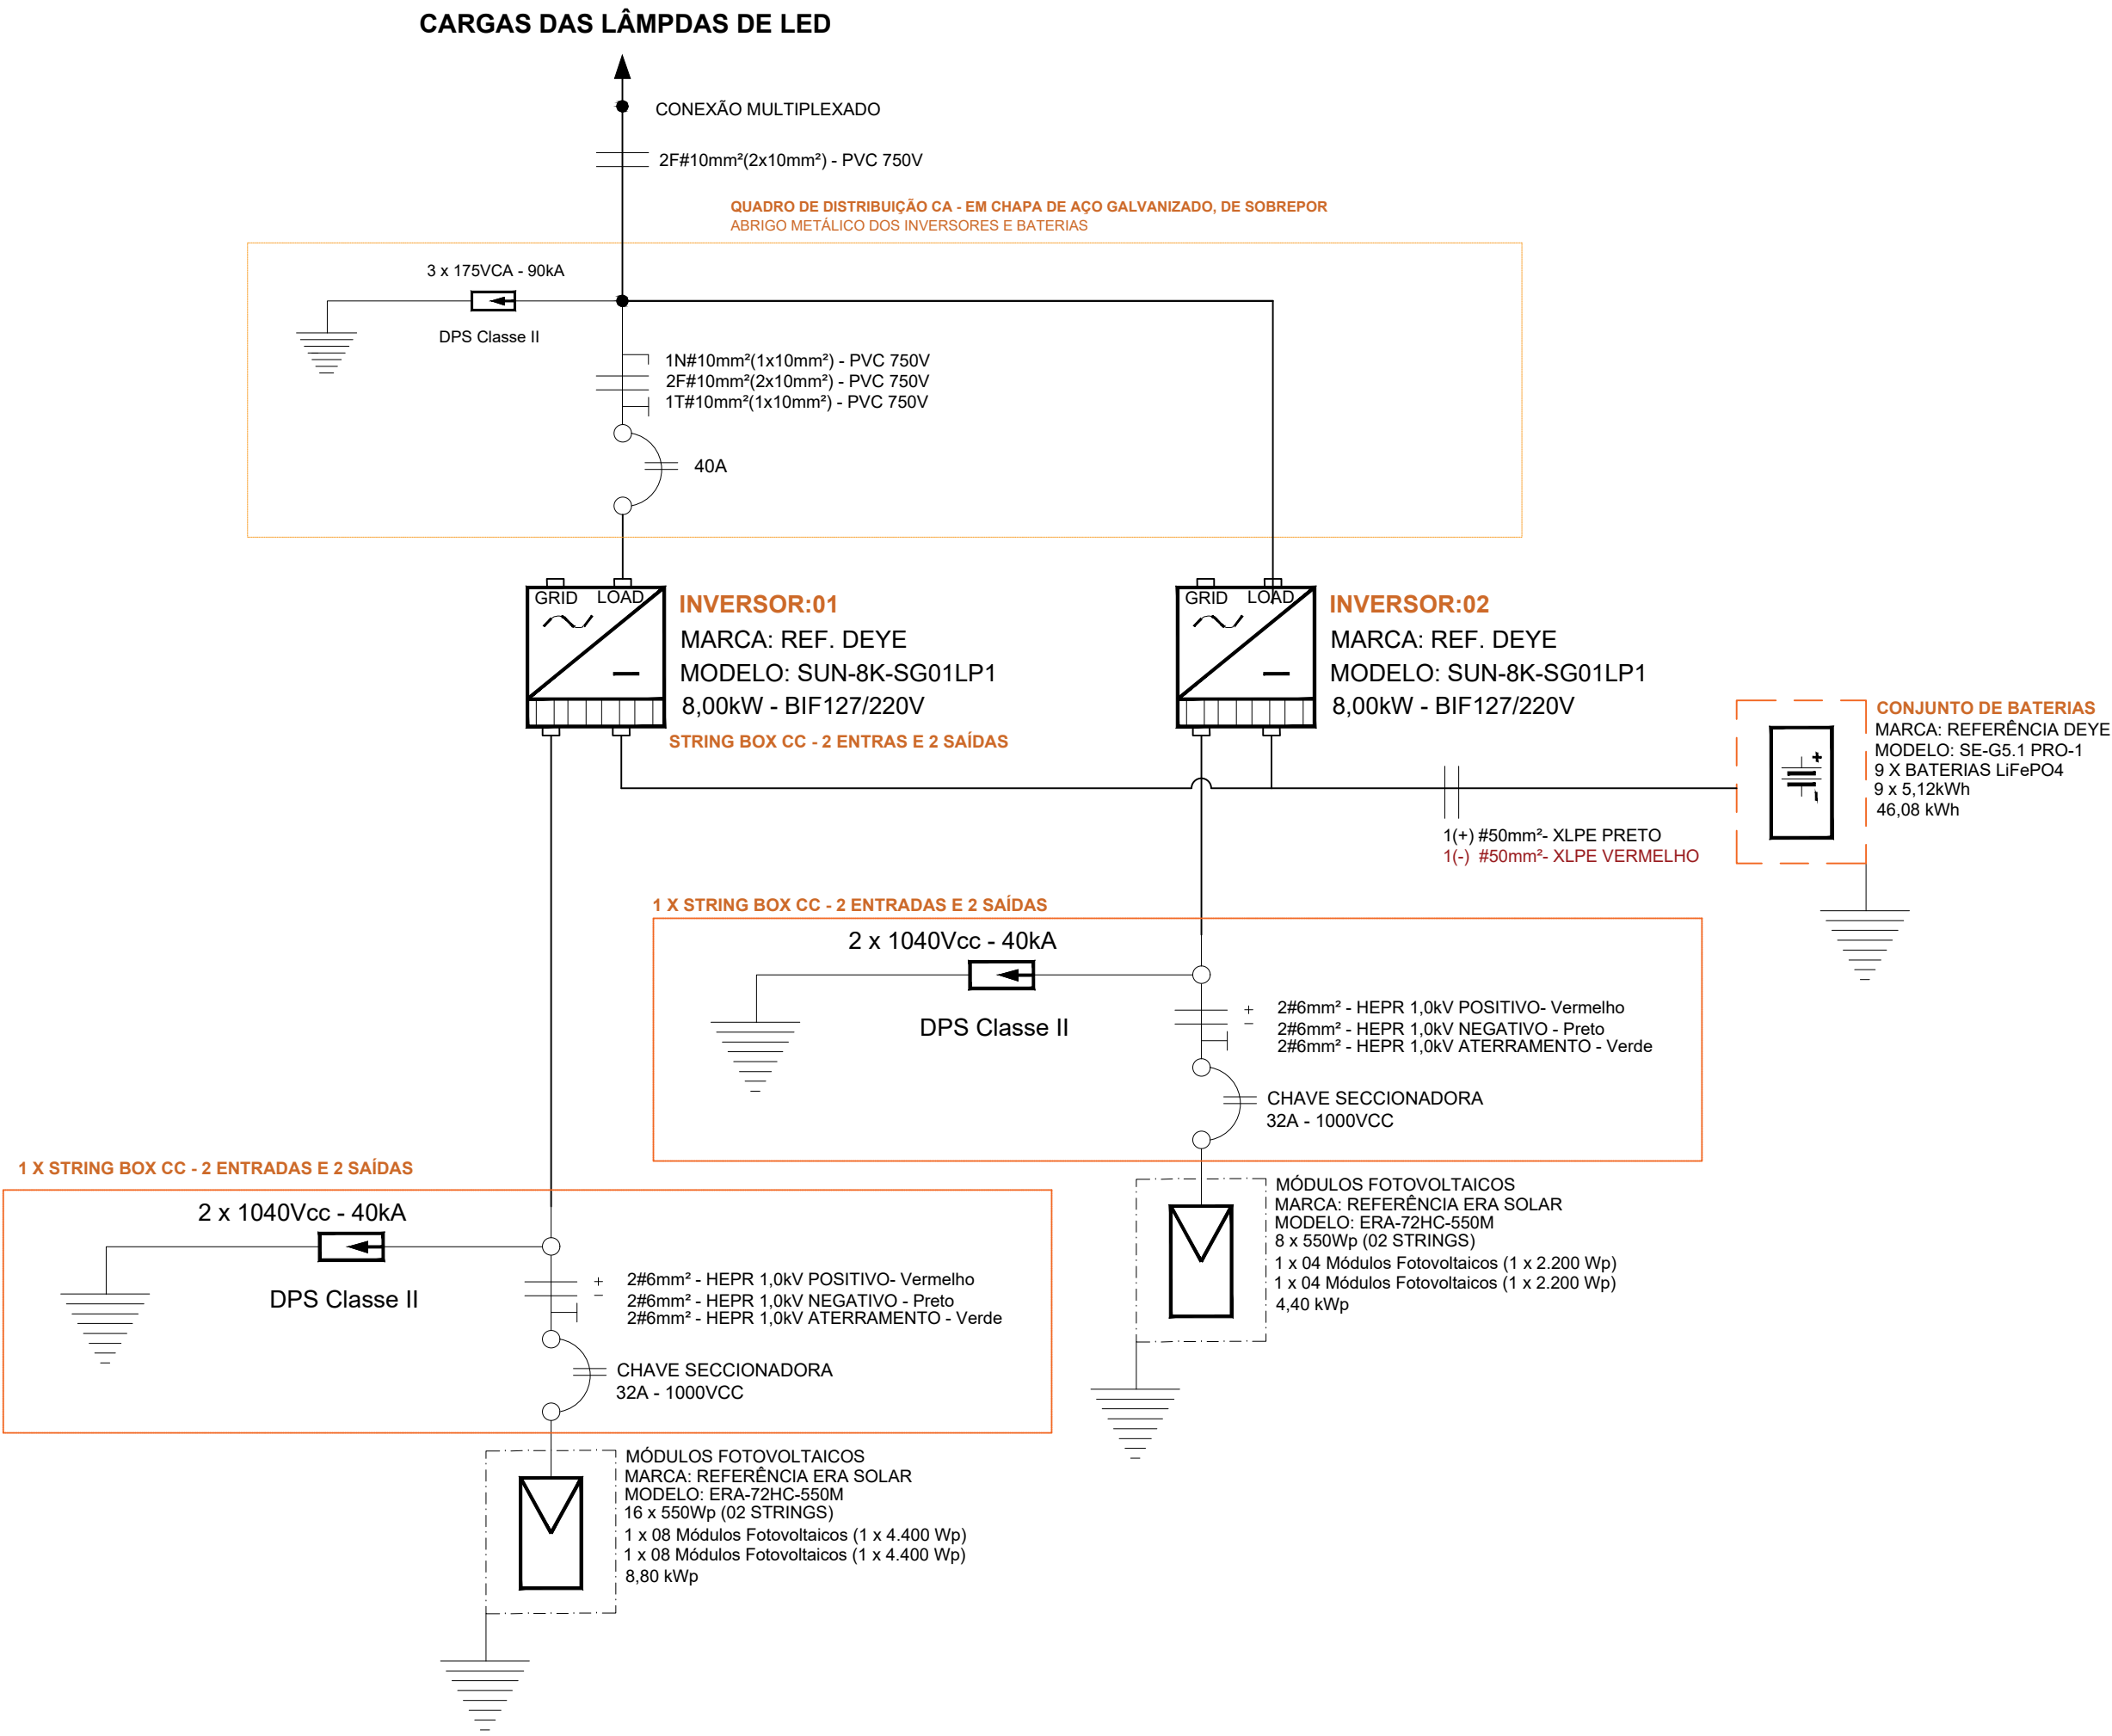 CARGAS DAS LÂMPDAS DE LED
CONEXÃO MULTIPLEXADO
2F#10mm²(2x10mm²) - PVC 750V
QUADRO DE DISTRIBUIÇÃO CA - EM CHAPA DE AÇO GALVANIZADO, DE SOBREPOR
ABRIGO METÁLICO DOS INVERSORES E BATERIAS
3 x 175VCA - 90kA
DPS Classe II
1N#10mm²(1x10mm²) - PVC 750V
2F#10mm²(2x10mm²) - PVC 750V
1T#10mm²(1x10mm²) - PVC 750V
40A
GRID LOAD
INVERSOR:01
MARCA: REF. DEYE
MODELO: SUN-8K-SG01LP1
8,00kW - BIF127/220V
STRING BOX CC - 2 ENTRAS E 2 SAÍDAS
GRID LOAD
INVERSOR:02
MARCA: REF. DEYE
MODELO: SUN-8K-SG01LP1
8,00kW - BIF127/220V
CONJUNTO DE BATERIAS
MARCA: REFERÊNCIA DEYE
MODELO: SE-G5.1 PRO-1
9 X BATERIAS LiFePO4
9 x 5,12kWh
46,08 kWh
+
-
1(+) #50mm²- XLPE PRETO
1(-) #50mm²- XLPE VERMELHO
1 X STRING BOX CC - 2 ENTRADAS E 2 SAÍDAS
2 x 1040Vcc - 40kA
DPS Classe II
+ 2#6mm² - HEPR 1,0kV POSITIVO- Vermelho
− 2#6mm² - HEPR 1,0kV NEGATIVO - Preto
2#6mm² - HEPR 1,0kV ATERRAMENTO - Verde
CHAVE SECCIONADORA
32A - 1000VCC
MÓDULOS FOTOVOLTAICOS
MARCA: REFERÊNCIA ERA SOLAR
MODELO: ERA-72HC-550M
8 x 550Wp (02 STRINGS)
1 x 04 Módulos Fotovoltaicos (1 x 2.200 Wp)
1 x 04 Módulos Fotovoltaicos (1 x 2.200 Wp)
4,40 kWp
1 X STRING BOX CC - 2 ENTRADAS E 2 SAÍDAS
2 x 1040Vcc - 40kA
DPS Classe II
+ 2#6mm² - HEPR 1,0kV POSITIVO- Vermelho
− 2#6mm² - HEPR 1,0kV NEGATIVO - Preto
2#6mm² - HEPR 1,0kV ATERRAMENTO - Verde
CHAVE SECCIONADORA
32A - 1000VCC
MÓDULOS FOTOVOLTAICOS
MARCA: REFERÊNCIA ERA SOLAR
MODELO: ERA-72HC-550M
16 x 550Wp (02 STRINGS)
1 x 08 Módulos Fotovoltaicos (1 x 4.400 Wp)
1 x 08 Módulos Fotovoltaicos (1 x 4.400 Wp)
8,80 kWp